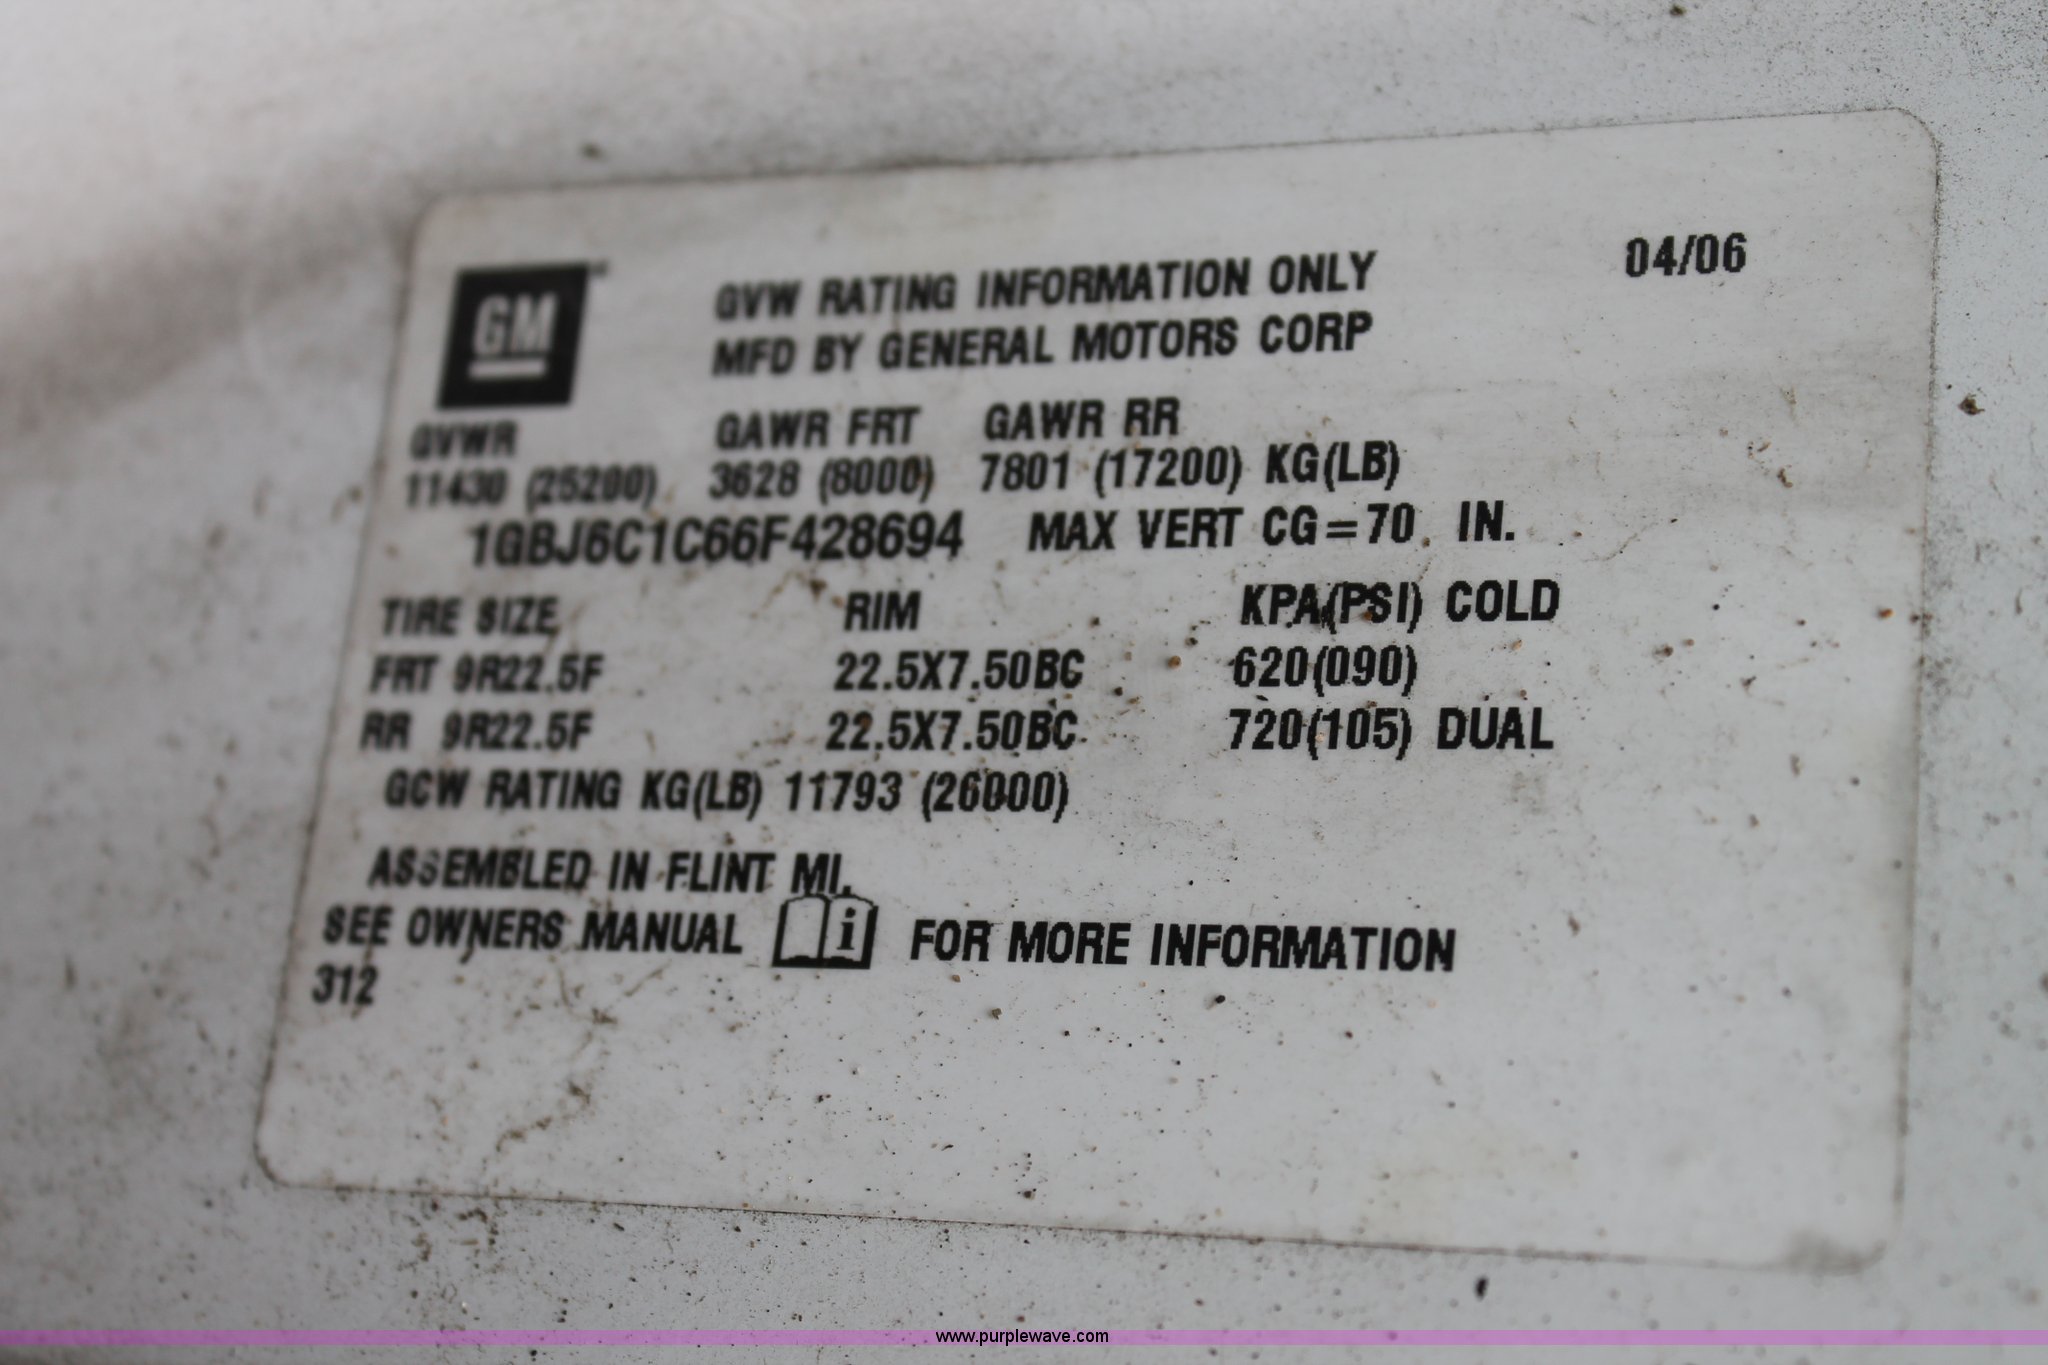 GM
GVW RATING INFORMATION ONLY 04/06
MFD BY GENERAL MOTORS CORP
GVWR GAWR FRT GAWR RR
11430 (25200) 3628 (8000) 7801 (17200) KG(LB)
1GBJ6C1C66F428694 MAX VERT CG=70 IN.
TIRE SIZE RIM KPA(PSI) COLD
FRT 9R22.5F 22.5X7.50BC 620(090)
RR 9R22.5F 22.5X7.50BC 720(105) DUAL
GCW RATING KG(LB) 11793 (26000)
ASSEMBLED IN FLINT MI.
SEE OWNERS MANUAL i FOR MORE INFORMATION
312
www.purplewave.com